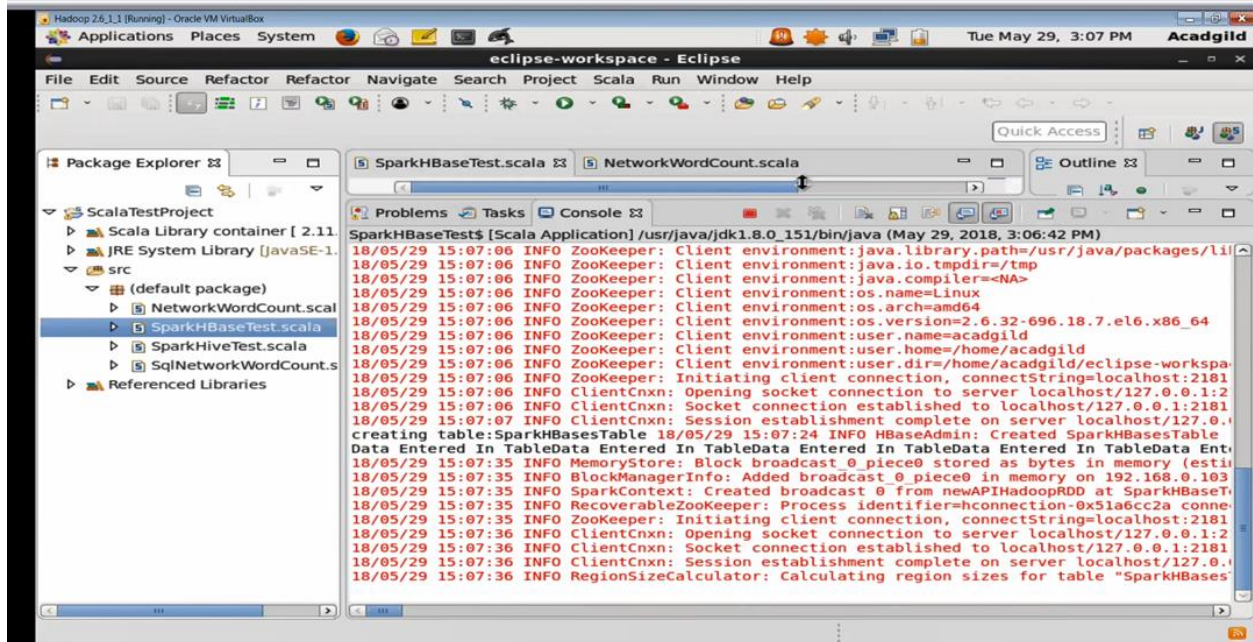 Hadoop 2.6_1_1 [Running] - Oracle VM VirtualBox
Applications Places System Tue May 29, 3:07 PM Acadgild
eclipse-workspace - Eclipse
File Edit Source Refactor Refactor Navigate Search Project Scala Run Window Help
Quick Access
Package Explorer
SparkHBaseTest.scala NetworkWordCount.scala
Outline
ScalaTestProject
Scala Library container [ 2.11.
JRE System Library [JavaSE-1.
src
(default package)
NetworkWordCount.scal
SparkHBaseTest.scala
SparkHiveTest.scala
SqlNetworkWordCount.s
Referenced Libraries
Problems Tasks Console
SparkHBaseTest$ [Scala Application] /usr/java/jdk1.8.0_151/bin/java (May 29, 2018, 3:06:42 PM)
18/05/29 15:07:06 INFO ZooKeeper: Client environment:java.library.path=/usr/java/packages/li
18/05/29 15:07:06 INFO ZooKeeper: Client environment:java.io.tmpdir=/tmp
18/05/29 15:07:06 INFO ZooKeeper: Client environment:java.compiler=<NA>
18/05/29 15:07:06 INFO ZooKeeper: Client environment:os.name=Linux
18/05/29 15:07:06 INFO ZooKeeper: Client environment:os.arch=amd64
18/05/29 15:07:06 INFO ZooKeeper: Client environment:os.version=2.6.32-696.18.7.el6.x86_64
18/05/29 15:07:06 INFO ZooKeeper: Client environment:user.name=acadgild
18/05/29 15:07:06 INFO ZooKeeper: Client environment:user.home=/home/acadgild
18/05/29 15:07:06 INFO ZooKeeper: Client environment:user.dir=/home/acadgild/eclipse-workspa
18/05/29 15:07:06 INFO ZooKeeper: Initiating client connection, connectString=localhost:2181
18/05/29 15:07:06 INFO ClientCnxn: Opening socket connection to server localhost/127.0.0.1:2
18/05/29 15:07:06 INFO ClientCnxn: Socket connection established to localhost/127.0.0.1:2181
18/05/29 15:07:07 INFO ClientCnxn: Session establishment complete on server localhost/127.0.
creating table:SparkHBasesTable 18/05/29 15:07:24 INFO HBaseAdmin: Created SparkHBasesTable
Data Entered In TableData Entered In TableData Entered In TableData Entered In TableData Ent
18/05/29 15:07:35 INFO MemoryStore: Block broadcast_0_piece0 stored as bytes in memory (esti
18/05/29 15:07:35 INFO BlockManagerInfo: Added broadcast_0_piece0 in memory on 192.168.0.103
18/05/29 15:07:35 INFO SparkContext: Created broadcast 0 from newAPIHadoopRDD at SparkHBaseT
18/05/29 15:07:35 INFO RecoverableZooKeeper: Process identifier=hconnection-0x51a6cc2a conne
18/05/29 15:07:35 INFO ZooKeeper: Initiating client connection, connectString=localhost:2181
18/05/29 15:07:36 INFO ClientCnxn: Opening socket connection to server localhost/127.0.0.1:2
18/05/29 15:07:36 INFO ClientCnxn: Socket connection established to localhost/127.0.0.1:2181
18/05/29 15:07:36 INFO ClientCnxn: Session establishment complete on server localhost/127.0.
18/05/29 15:07:36 INFO RegionSizeCalculator: Calculating region sizes for table "SparkHBases